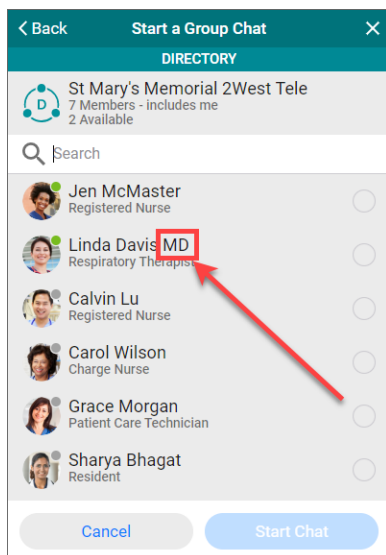 Back Start a Group Chat
DIRECTORY
D
St Mary's Memorial 2West Tele
7 Members - includes me
2 Available
Search
Jen McMaster
Registered Nurse
Linda Davis MD
Respiratory Therapist
Calvin Lu
Registered Nurse
Carol Wilson
Charge Nurse
Grace Morgan
Patient Care Technician
Sharya Bhagat
Resident
Cancel Start Chat